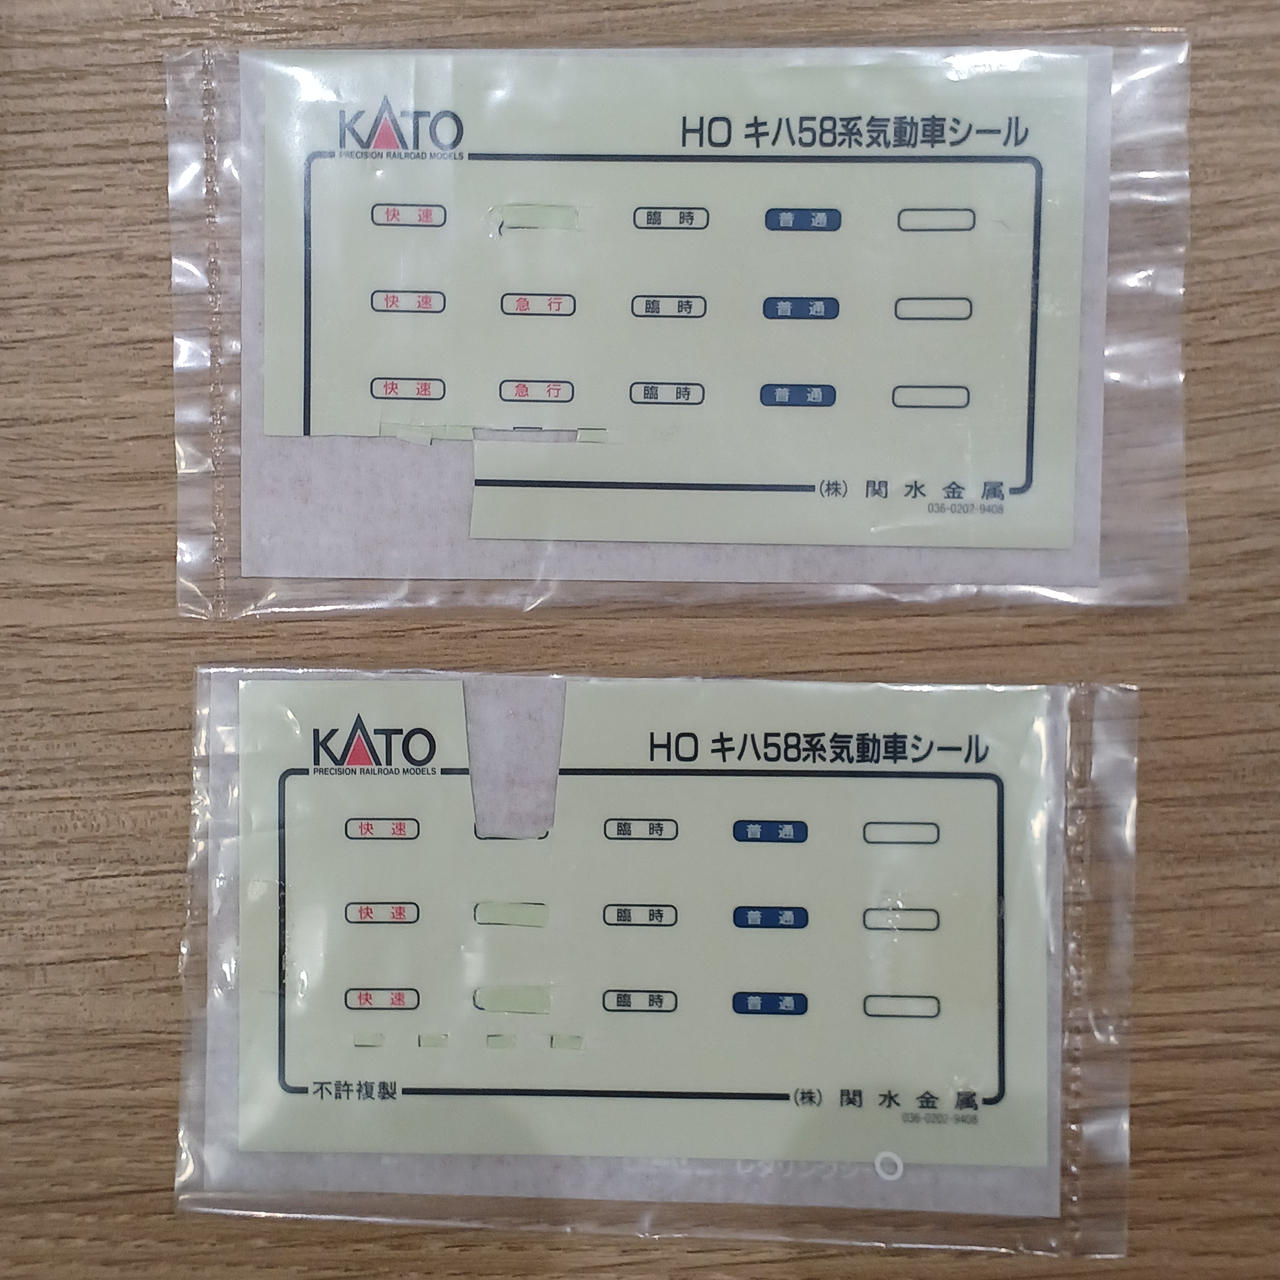 KATO
PRECISION RAILROAD MODELS
HO キハ58系気動車シール
快速 臨時 普通
快速 急行 臨時 普通
快速 急行 臨時 普通
(株) 関水金属
036-0202-9408
KATO
PRECISION RAILROAD MODELS
HO キハ58系気動車シール
快速 臨時 普通
快速 臨時 普通
快速 臨時 普通
不許複製
(株) 関水金属
036-0202-9408